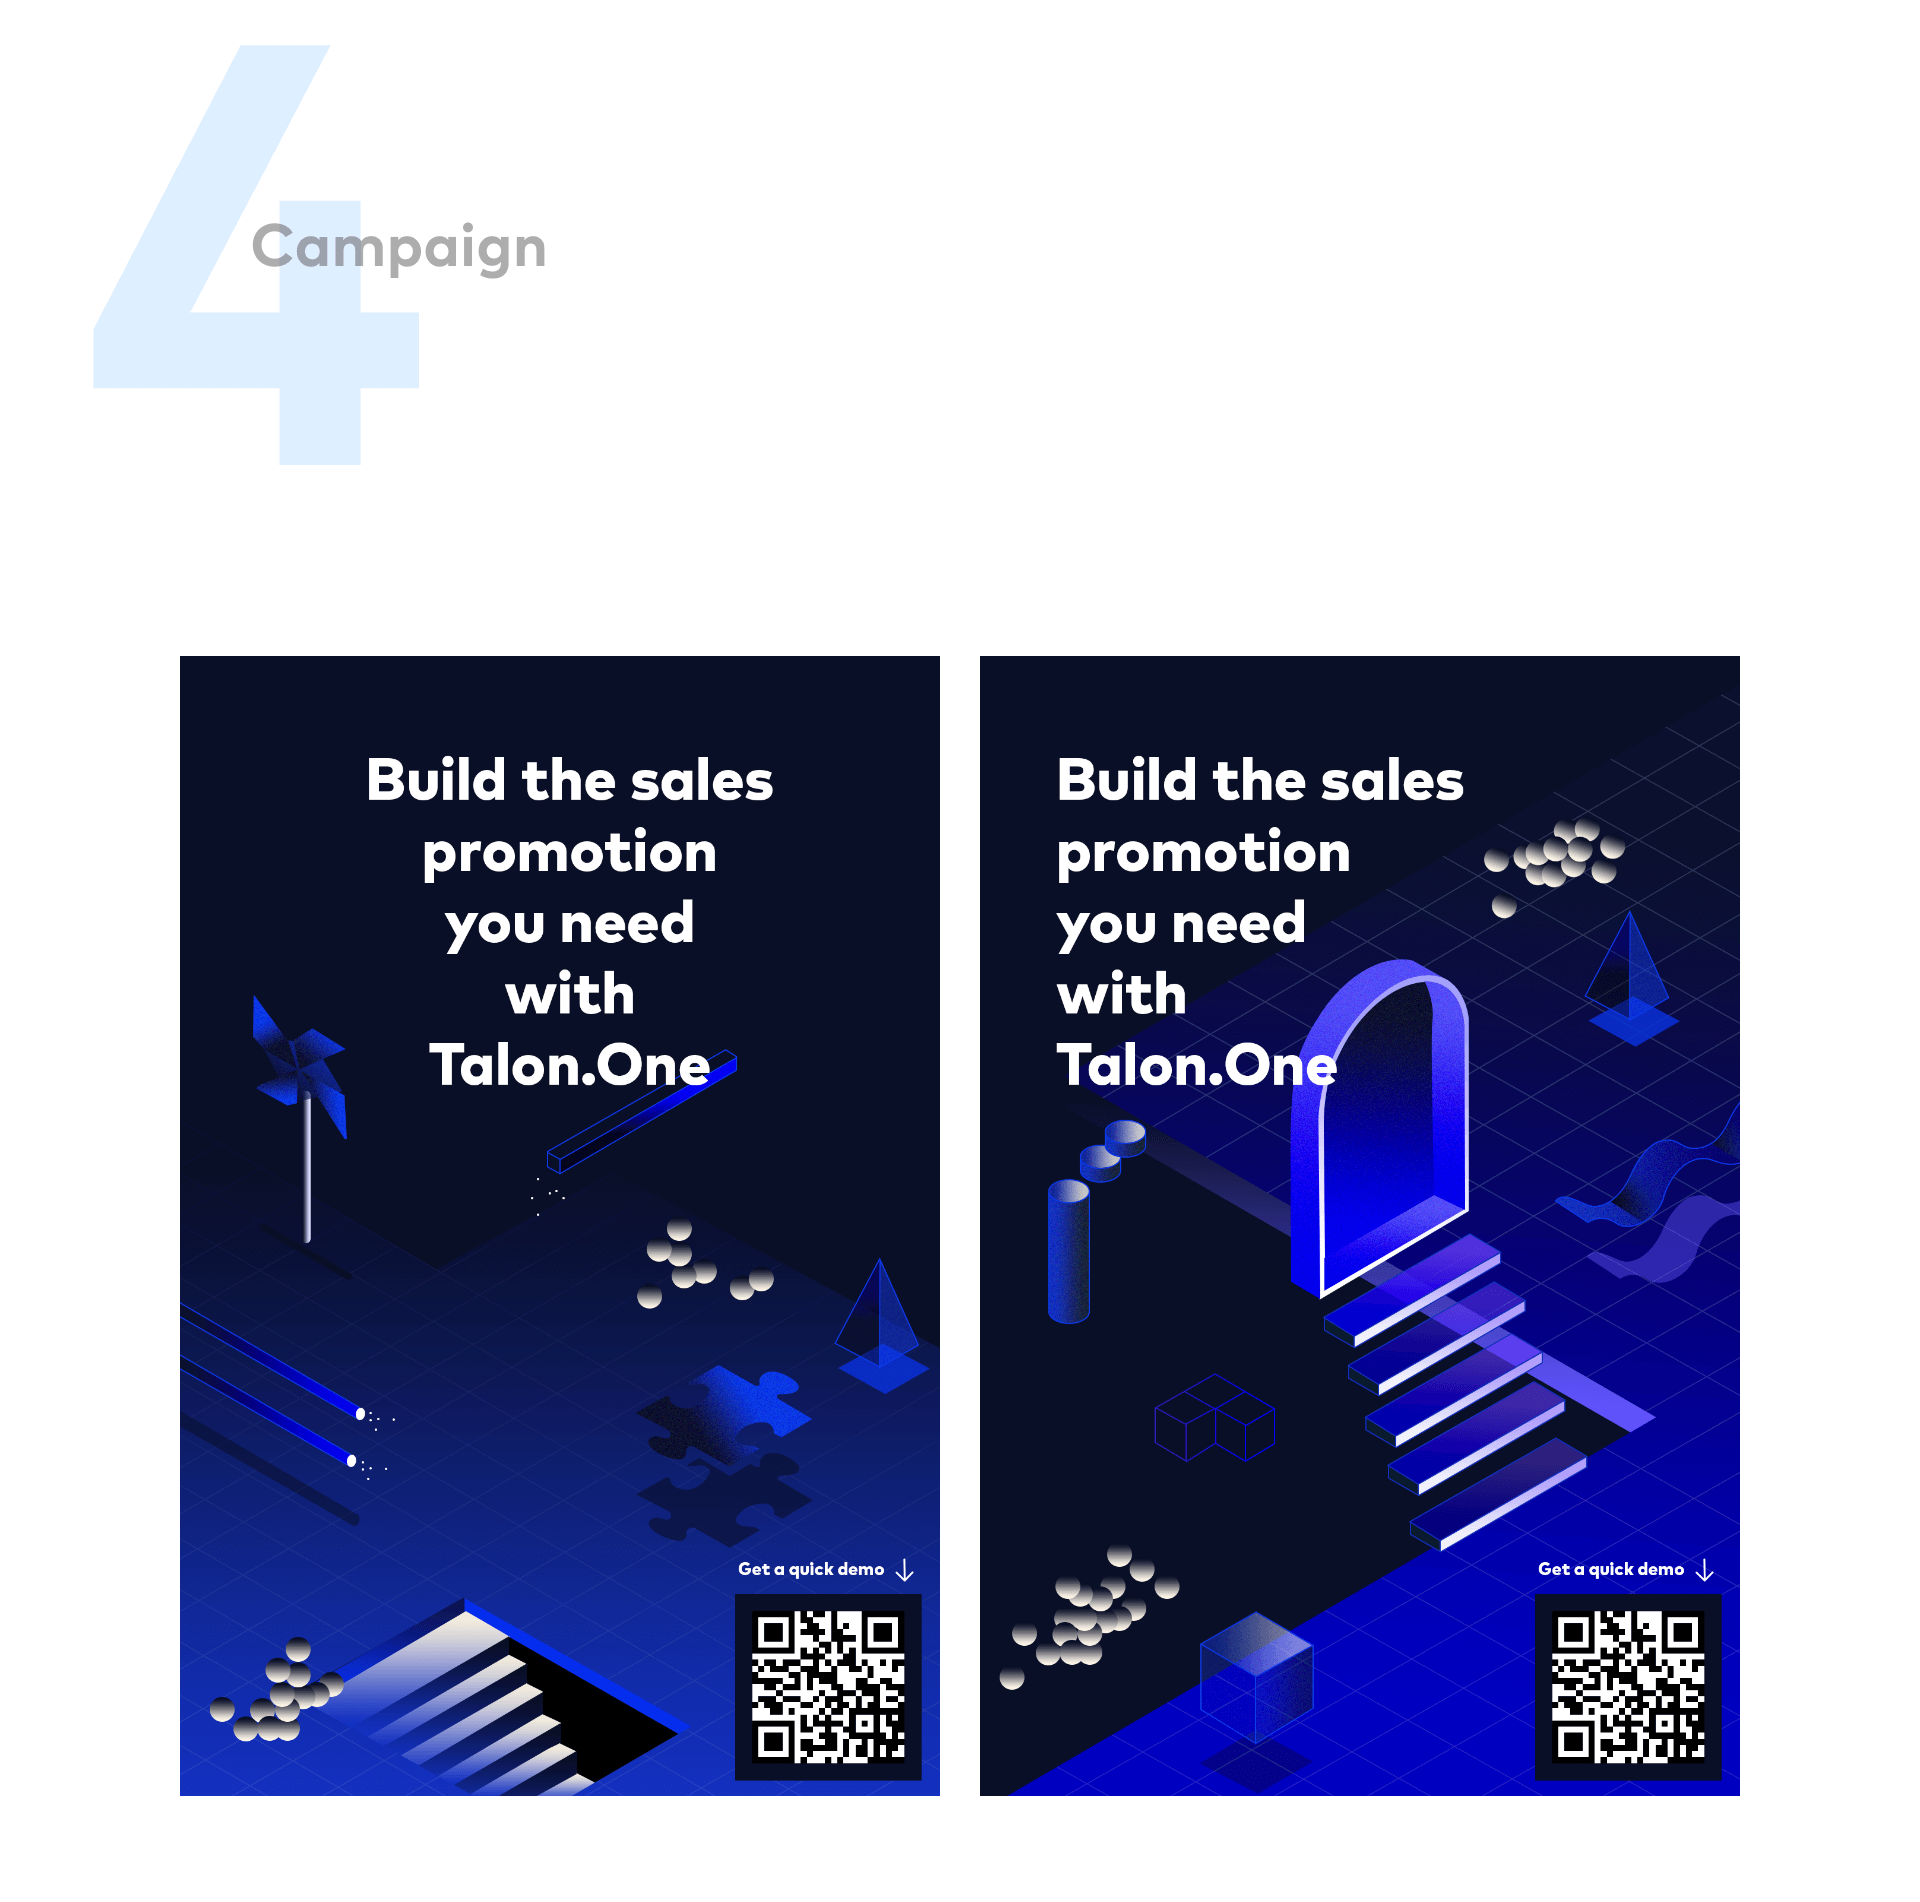 4
Campaign
Build the sales
promotion
you need
with
Talon.One
Get a quick demo ↓
Build the sales
promotion
you need
with
Talon.One
Get a quick demo ↓